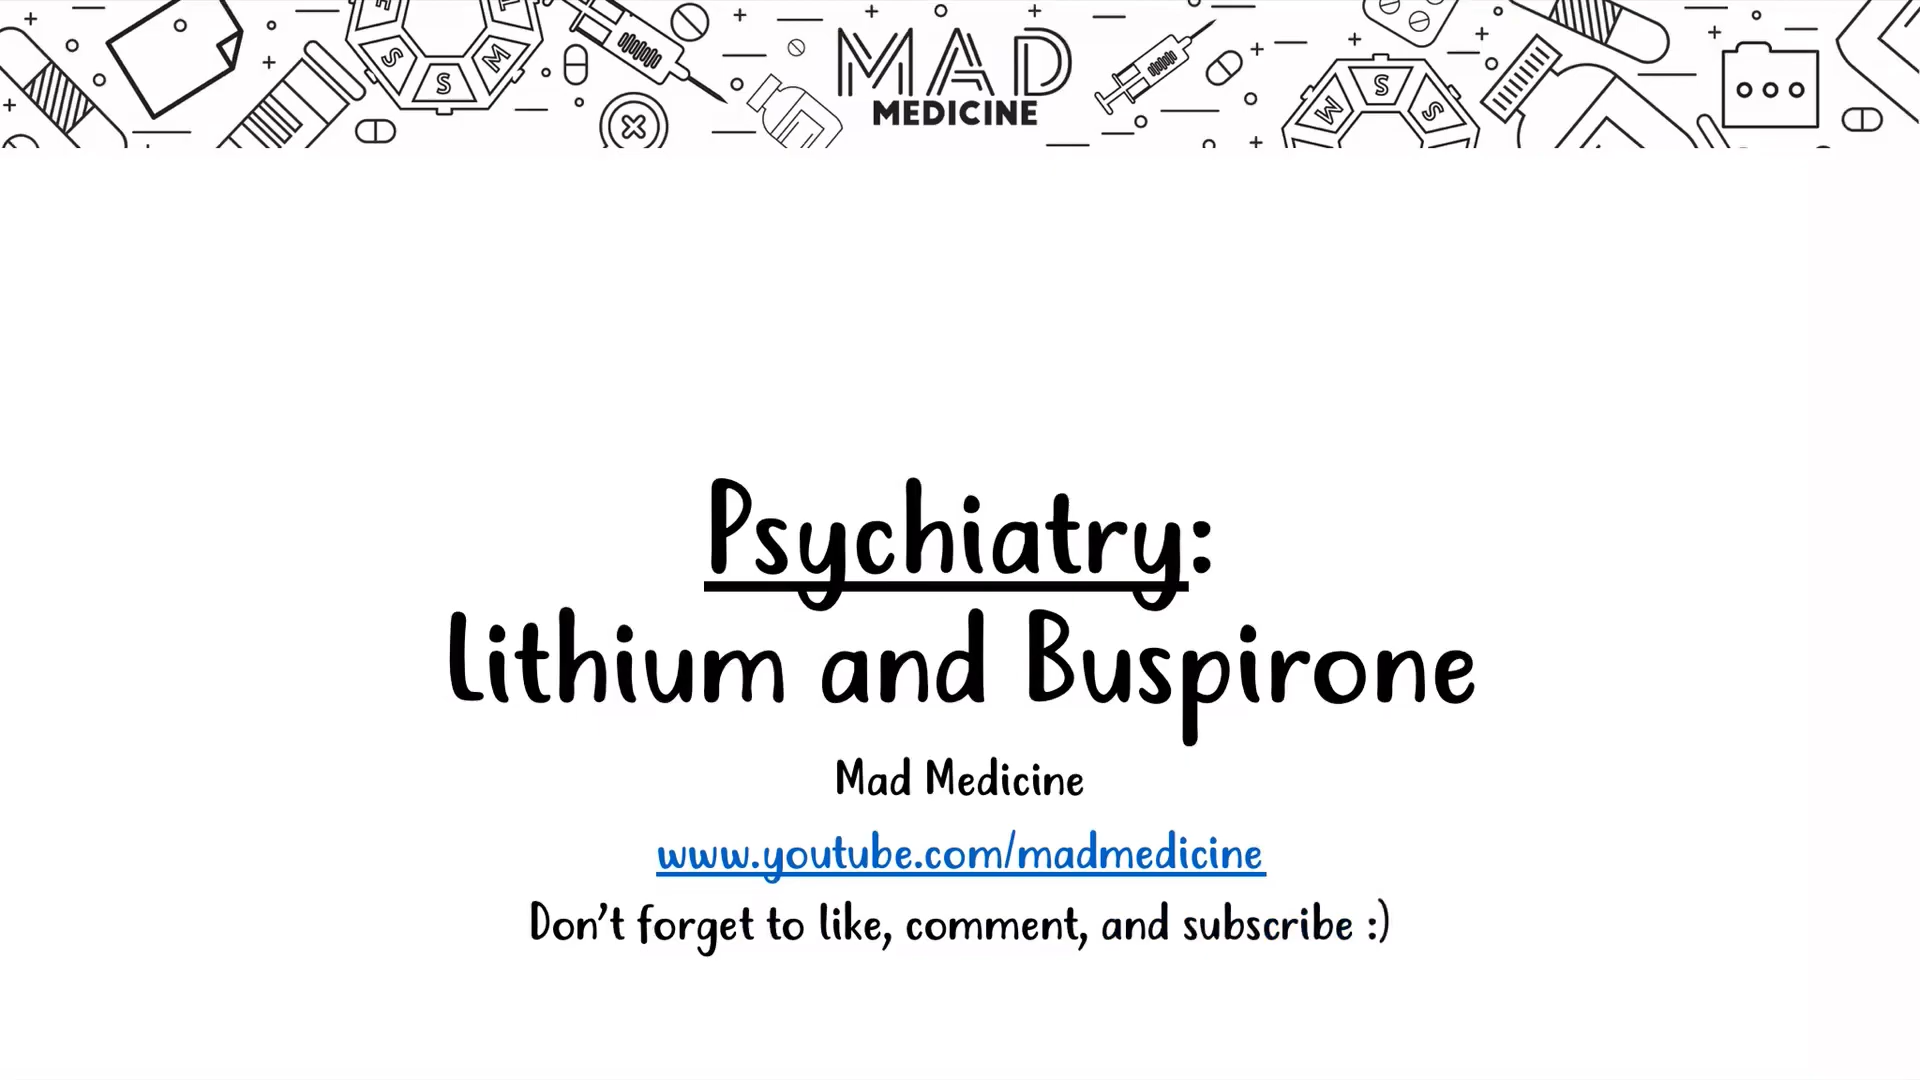 MAD
MEDICINE
S
S
M
M
S
S
Psychiatry:
Lithium and Buspirone
Mad Medicine
www.youtube.com/madmedicine
Don't forget to like, comment, and subscribe :)